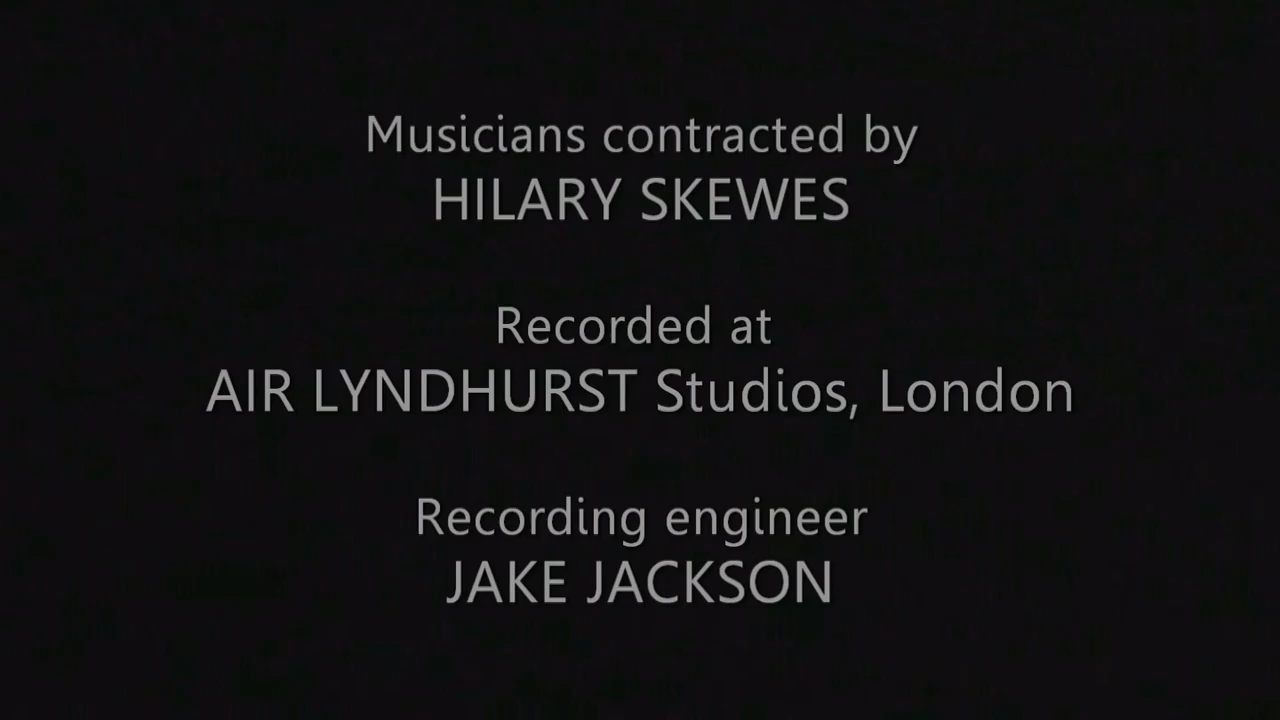 Musicians contracted by
HILARY SKEWES
Recorded at
AIR LYNDHURST Studios, London
Recording engineer
JAKE JACKSON